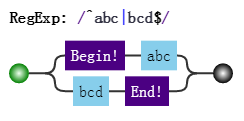 RegExp: /^abc|bcd$/
Begin! abc
bcd End!